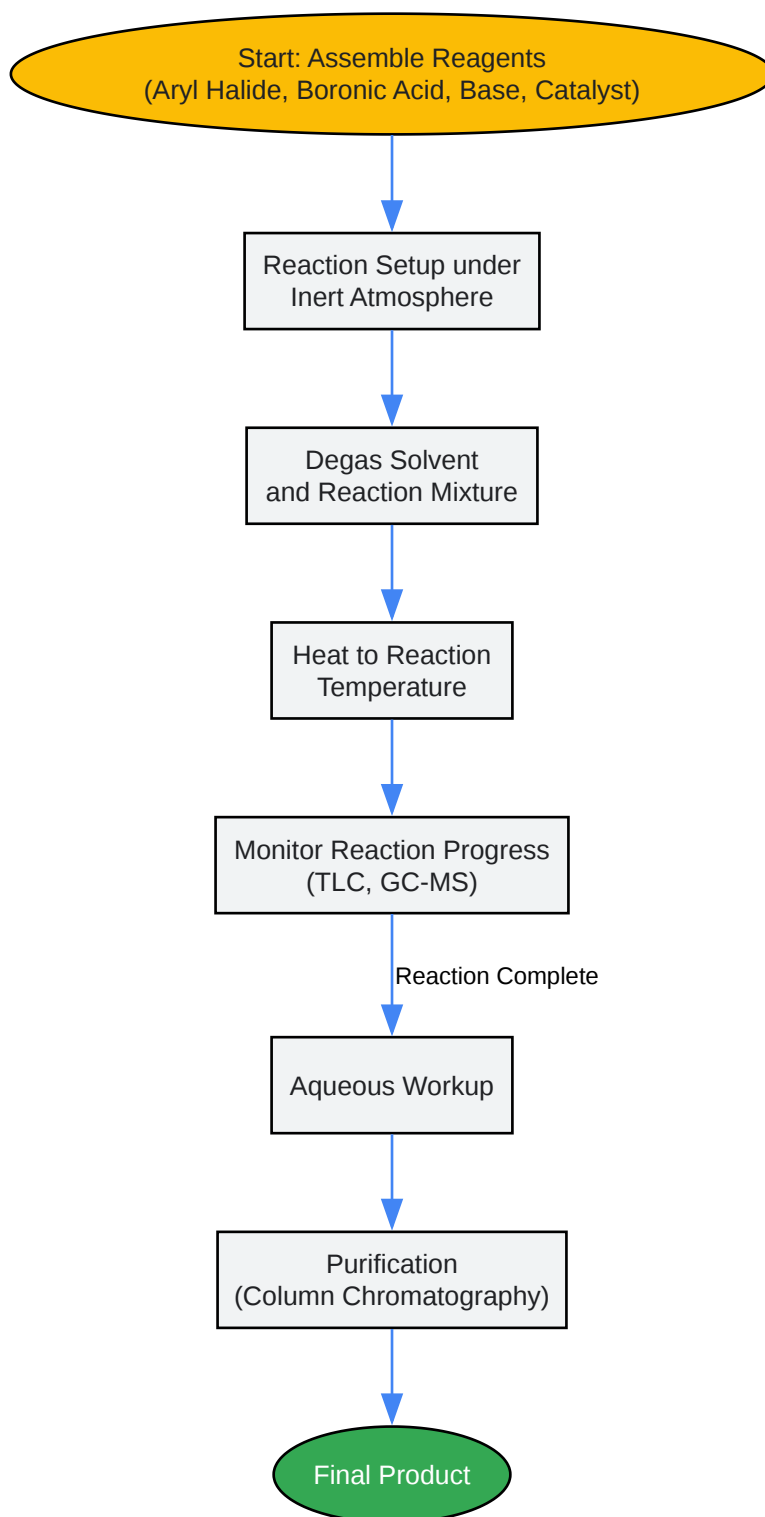 Start: Assemble Reagents
(Aryl Halide, Boronic Acid, Base, Catalyst)
Reaction Setup under
Inert Atmosphere
Degas Solvent
and Reaction Mixture
Heat to Reaction
Temperature
Monitor Reaction Progress
(TLC, GC-MS)
Reaction Complete
Aqueous Workup
Purification
(Column Chromatography)
Final Product